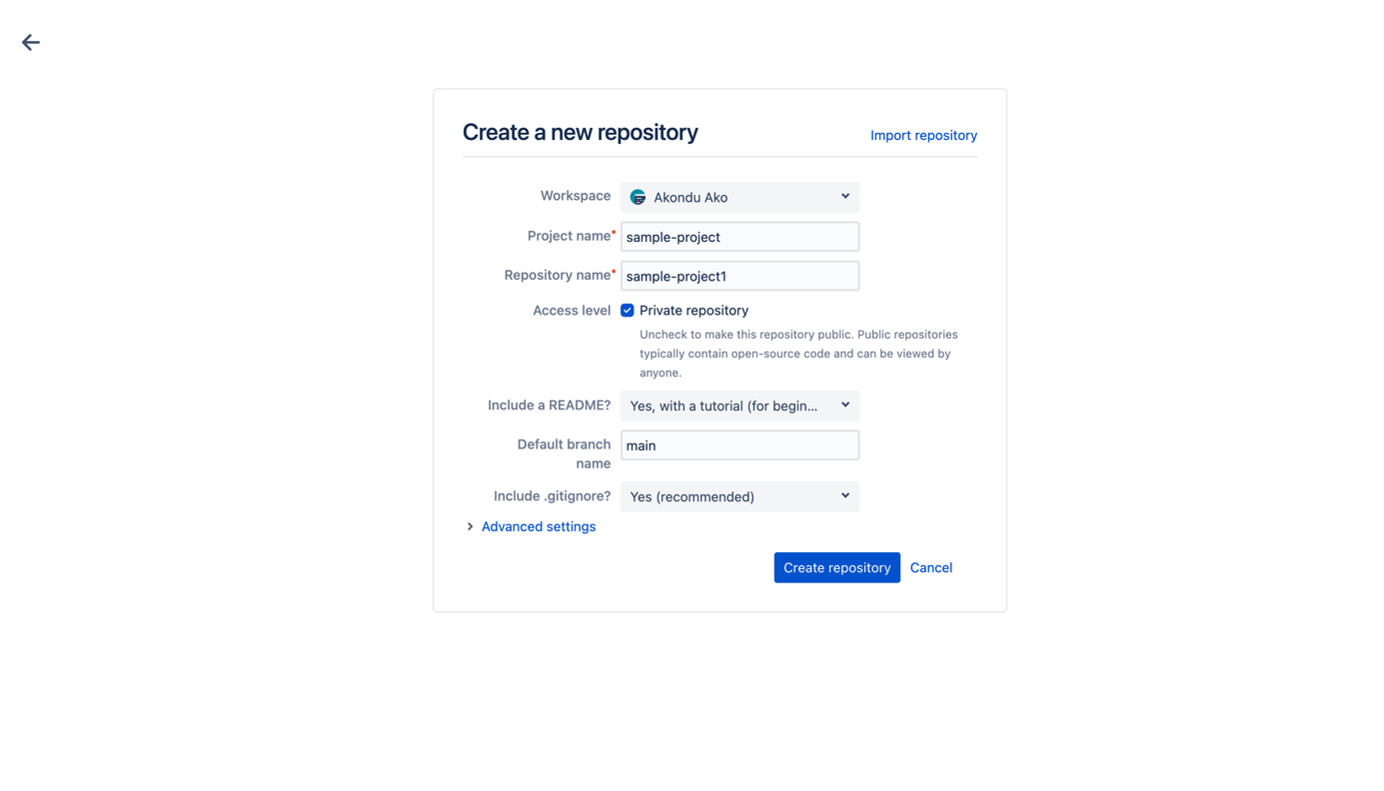 Create a new repository
Import repository
Workspace
Akondu Ako
Project name*
sample-project
Repository name*
sample-project1
Access level
Private repository
Uncheck to make this repository public. Public repositories
typically contain open-source code and can be viewed by
anyone.
Include a README?
Yes, with a tutorial (for begin...
Default branch
name
main
Include .gitignore?
Yes (recommended)
Advanced settings
Create repository
Cancel